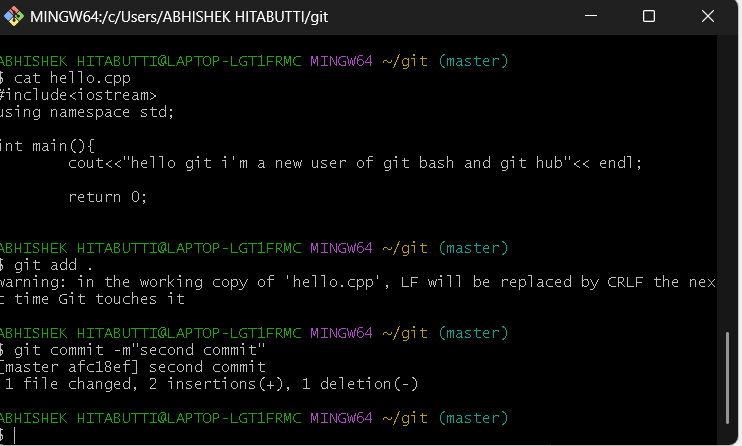 MINGW64:/c/Users/ABHISHEK HITABUTTI/git
ABHISHEK HITABUTTI@LAPTOP-LGT1FRMC MINGW64 ~/git (master)
$ cat hello.cpp
#include<iostream>
using namespace std;
int main(){
cout<<"hello git i'm a new user of git bash and git hub"<< endl;
return 0;
ABHISHEK HITABUTTI@LAPTOP-LGT1FRMC MINGW64 ~/git (master)
$ git add .
warning: in the working copy of 'hello.cpp', LF will be replaced by CRLF the nex
t time Git touches it
ABHISHEK HITABUTTI@LAPTOP-LGT1FRMC MINGW64 ~/git (master)
$ git commit -m"second commit"
[master afc18ef] second commit
1 file changed, 2 insertions(+), 1 deletion(-)
ABHISHEK HITABUTTI@LAPTOP-LGT1FRMC MINGW64 ~/git (master)
$